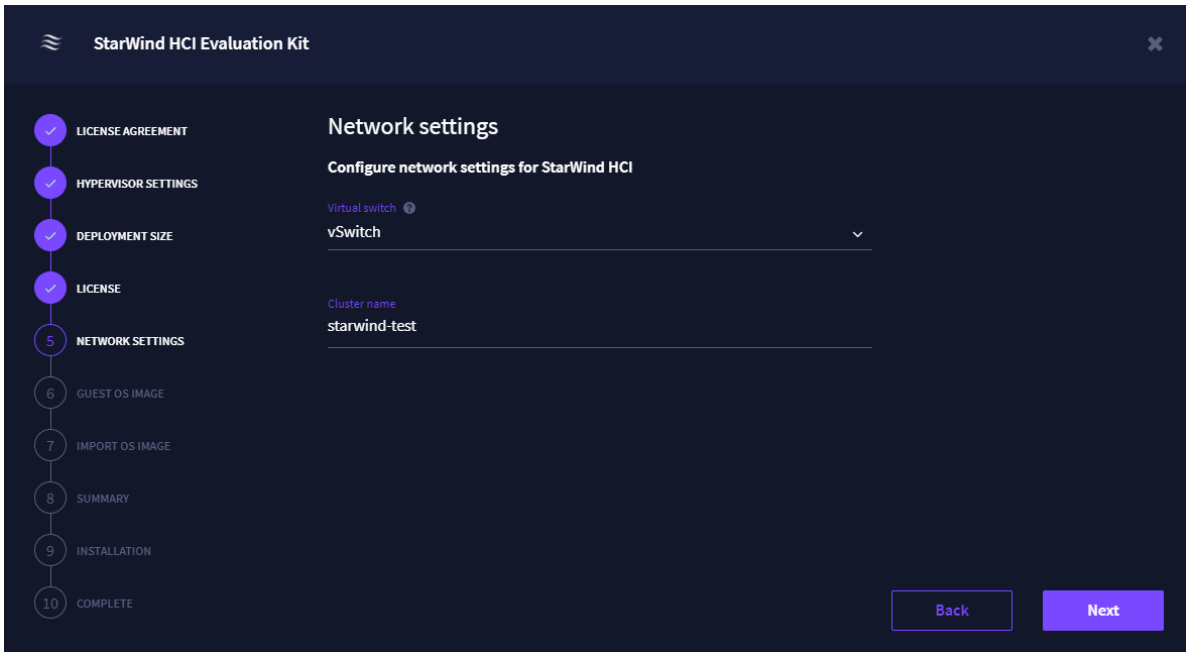 StarWind HCI Evaluation Kit
LICENSE AGREEMENT
HYPERVISOR SETTINGS
DEPLOYMENT SIZE
LICENSE
5 NETWORK SETTINGS
6 GUEST OS IMAGE
7 IMPORT OS IMAGE
8 SUMMARY
9 INSTALLATION
10 COMPLETE
Network settings
Configure network settings for StarWind HCI
Virtual switch ?
vSwitch
Cluster name
starwind-test
Back Next